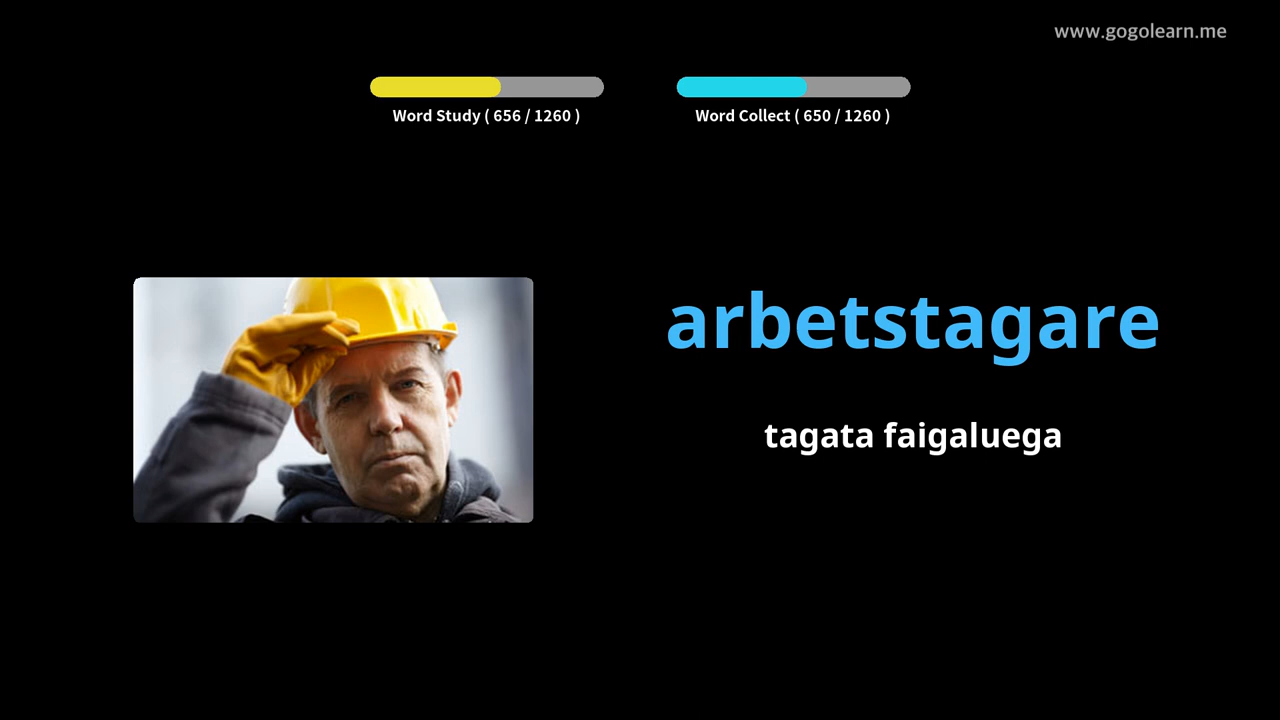 www.gogolearn.me
Word Study ( 656 / 1260 )
Word Collect ( 650 / 1260 )
arbetstagare
tagata faigaluega